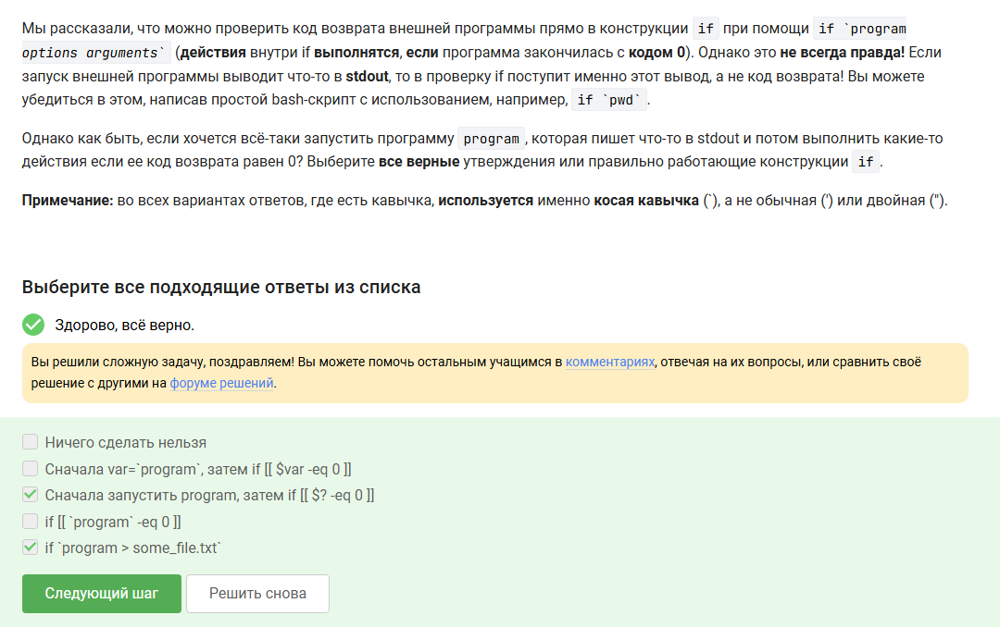 Мы рассказали, что можно проверить код возврата внешней программы прямо в конструкции if при помощи if `program
options arguments` (действия внутри if выполнятся, если программа закончилась с кодом 0). Однако это не всегда правда! Если
запуск внешней программы выводит что-то в stdout, то в проверку if поступит именно этот вывод, а не код возврата! Вы можете
убедиться в этом, написав простой bash-скрипт с использованием, например, if `pwd`.
Однако как быть, если хочется всё-таки запустить программу program, которая пишет что-то в stdout и потом выполнить какие-то
действия если ее код возврата равен 0? Выберите все верные утверждения или правильно работающие конструкции if.
Примечание: во всех вариантах ответов, где есть кавычка, используется именно косая кавычка (`), а не обычная (') или двойная (").
Выберите все подходящие ответы из списка
Здорово, всё верно.
Вы решили сложную задачу, поздравляем! Вы можете помочь остальным учащимся в комментариях, отвечая на их вопросы, или сравнить своё
решение с другими на форуме решений.
Ничего сделать нельзя
Сначала var=`program`, затем if [[ $var -eq 0 ]]
Сначала запустить program, затем if [[ $? -eq 0 ]]
if [[ `program` -eq 0 ]]
if `program > some_file.txt`
Следующий шаг
Решить снова